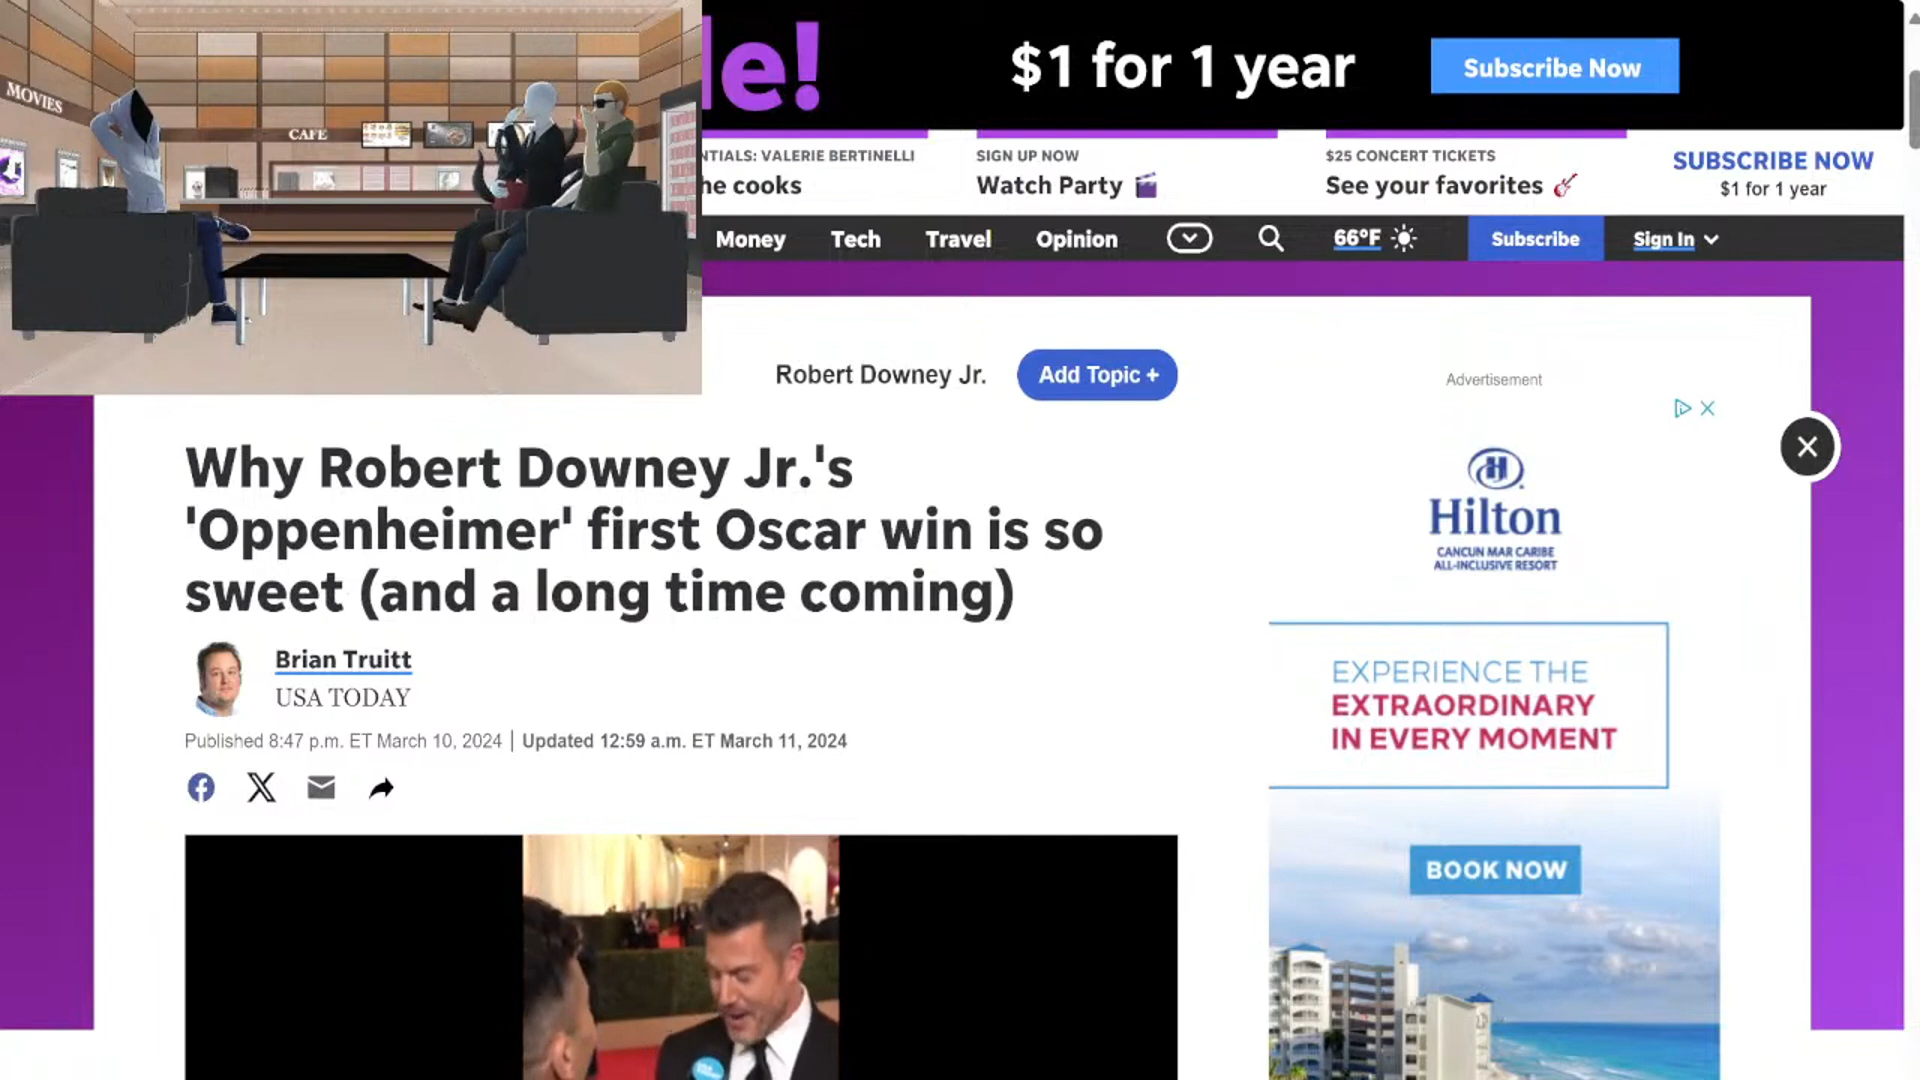 MOVIES
CAFE
le!
$1 for 1 year
Subscribe Now
NTIALS: VALERIE BERTINELLI
he cooks
SIGN UP NOW
Watch Party
$25 CONCERT TICKETS
See your favorites
SUBSCRIBE NOW
$1 for 1 year
Money
Tech
Travel
Opinion
66°F
Subscribe
Sign In
Robert Downey Jr.
Add Topic +
Advertisement
Why Robert Downey Jr.'s
'Oppenheimer' first Oscar win is so
sweet (and a long time coming)
Brian Truitt
USA TODAY
Published 8:47 p.m. ET March 10, 2024 | Updated 12:59 a.m. ET March 11, 2024
H
Hilton
CANCUN MAR CARIBE
ALL-INCLUSIVE RESORT
EXPERIENCE THE
EXTRAORDINARY
IN EVERY MOMENT
BOOK NOW